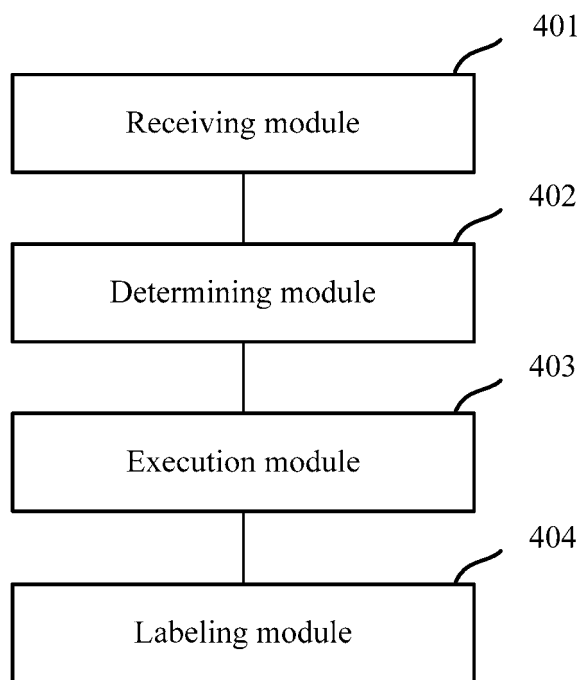 401
Receiving module
402
Determining module
403
Execution module
404
Labeling module